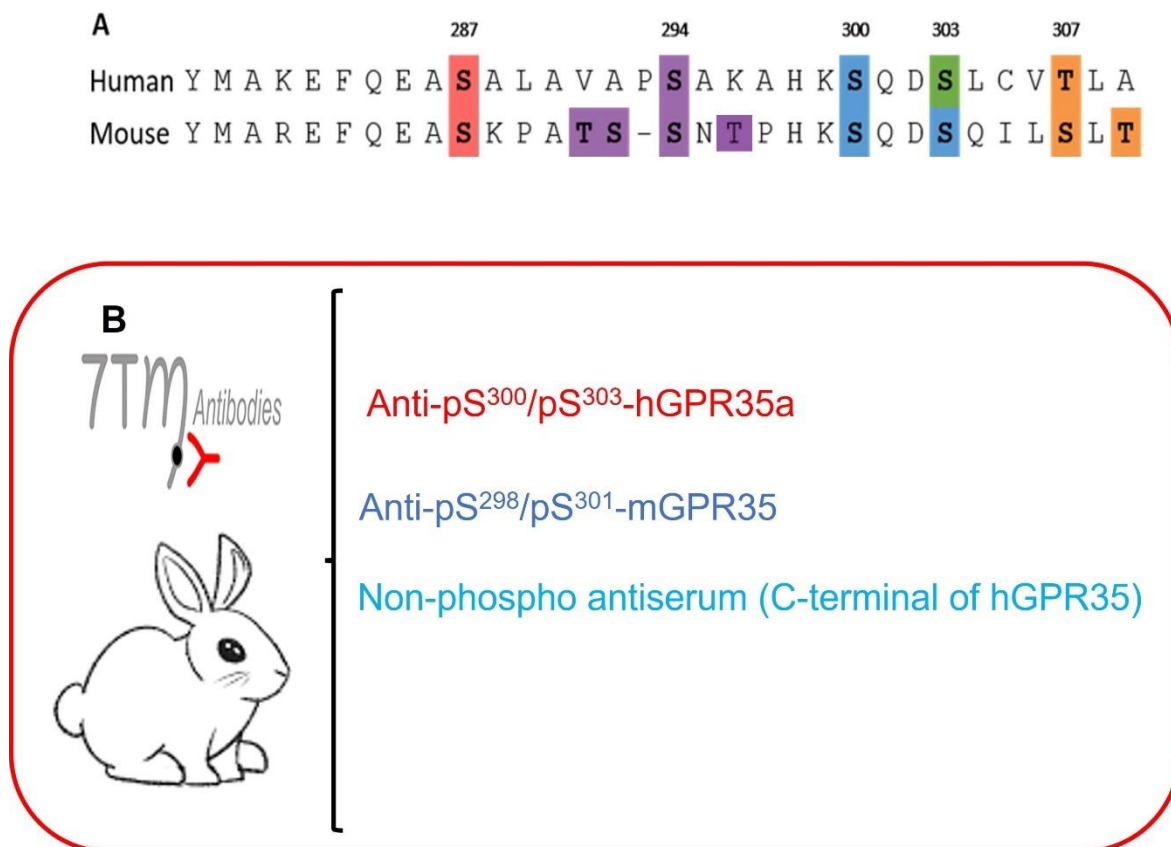 A
287 294 300 303 307
Human Y M A K E F Q E A S A L A V A P S A K A H K S Q D S L C V T L A
Mouse Y M A R E F Q E A S K P A T S - S N T P H K S Q D S Q I L S L T
B
7Tm Antibodies
Anti-pS³⁰⁰/pS³⁰³-hGPR35a
Anti-pS²⁹⁸/pS³⁰¹-mGPR35
Non-phospho antiserum (C-terminal of hGPR35)